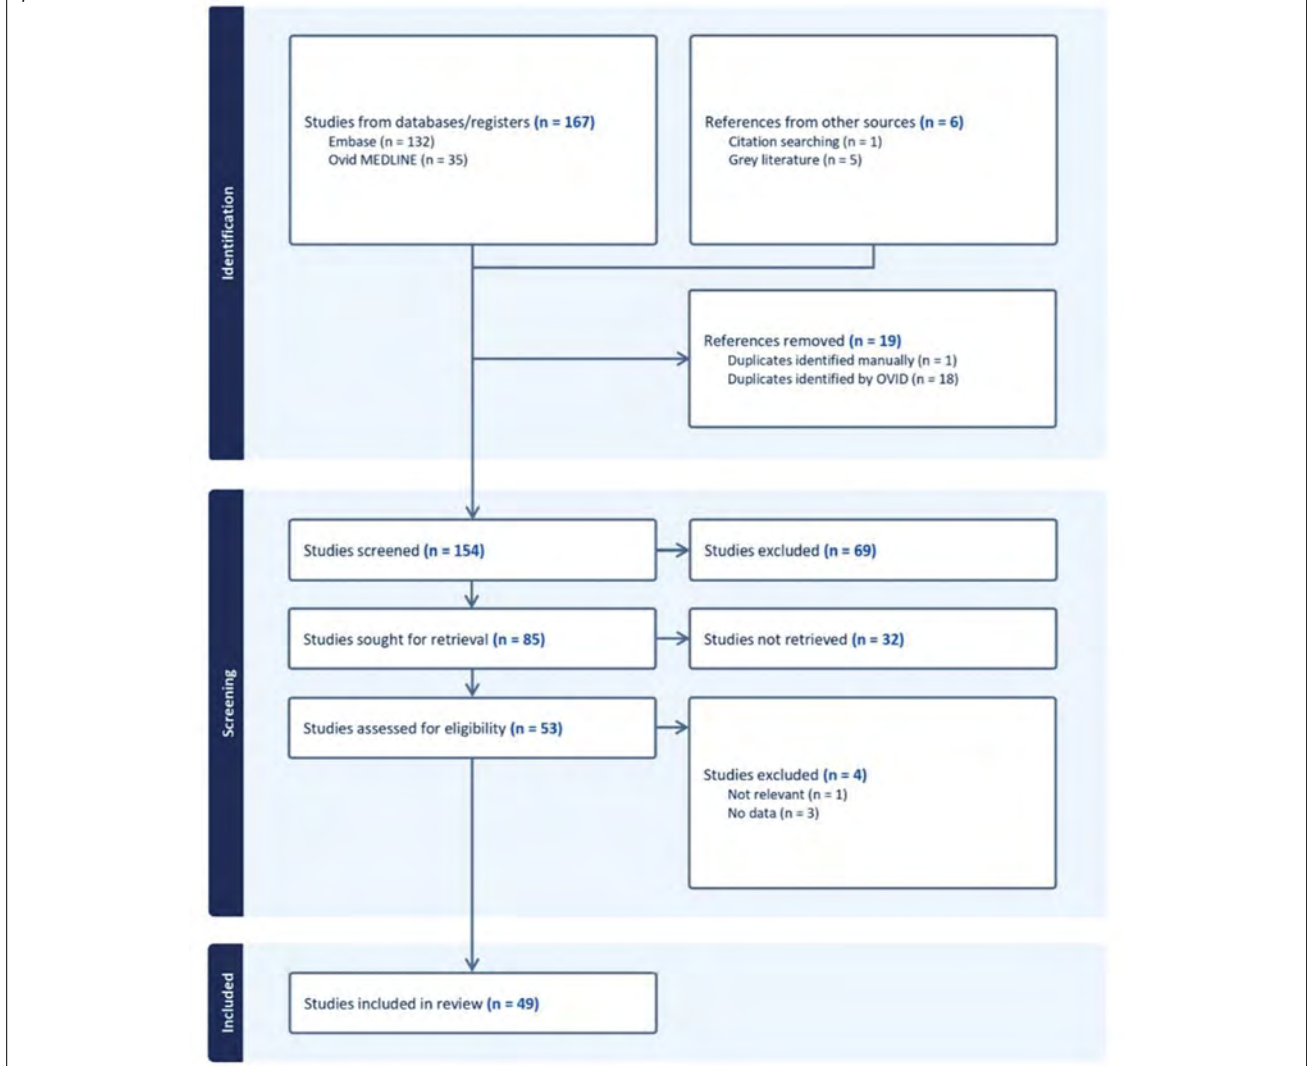 Identification
Studies from databases/registers (n = 167)
Embase (n = 132)
Ovid MEDLINE (n = 35)
References from other sources (n = 6)
Citation searching (n = 1)
Grey literature (n = 5)
References removed (n = 19)
Duplicates identified manually (n = 1)
Duplicates identified by OVID (n = 18)
Screening
Studies screened (n = 154)
Studies excluded (n = 69)
Studies sought for retrieval (n = 85)
Studies not retrieved (n = 32)
Studies assessed for eligibility (n = 53)
Studies excluded (n = 4)
Not relevant (n = 1)
No data (n = 3)
Included
Studies included in review (n = 49)